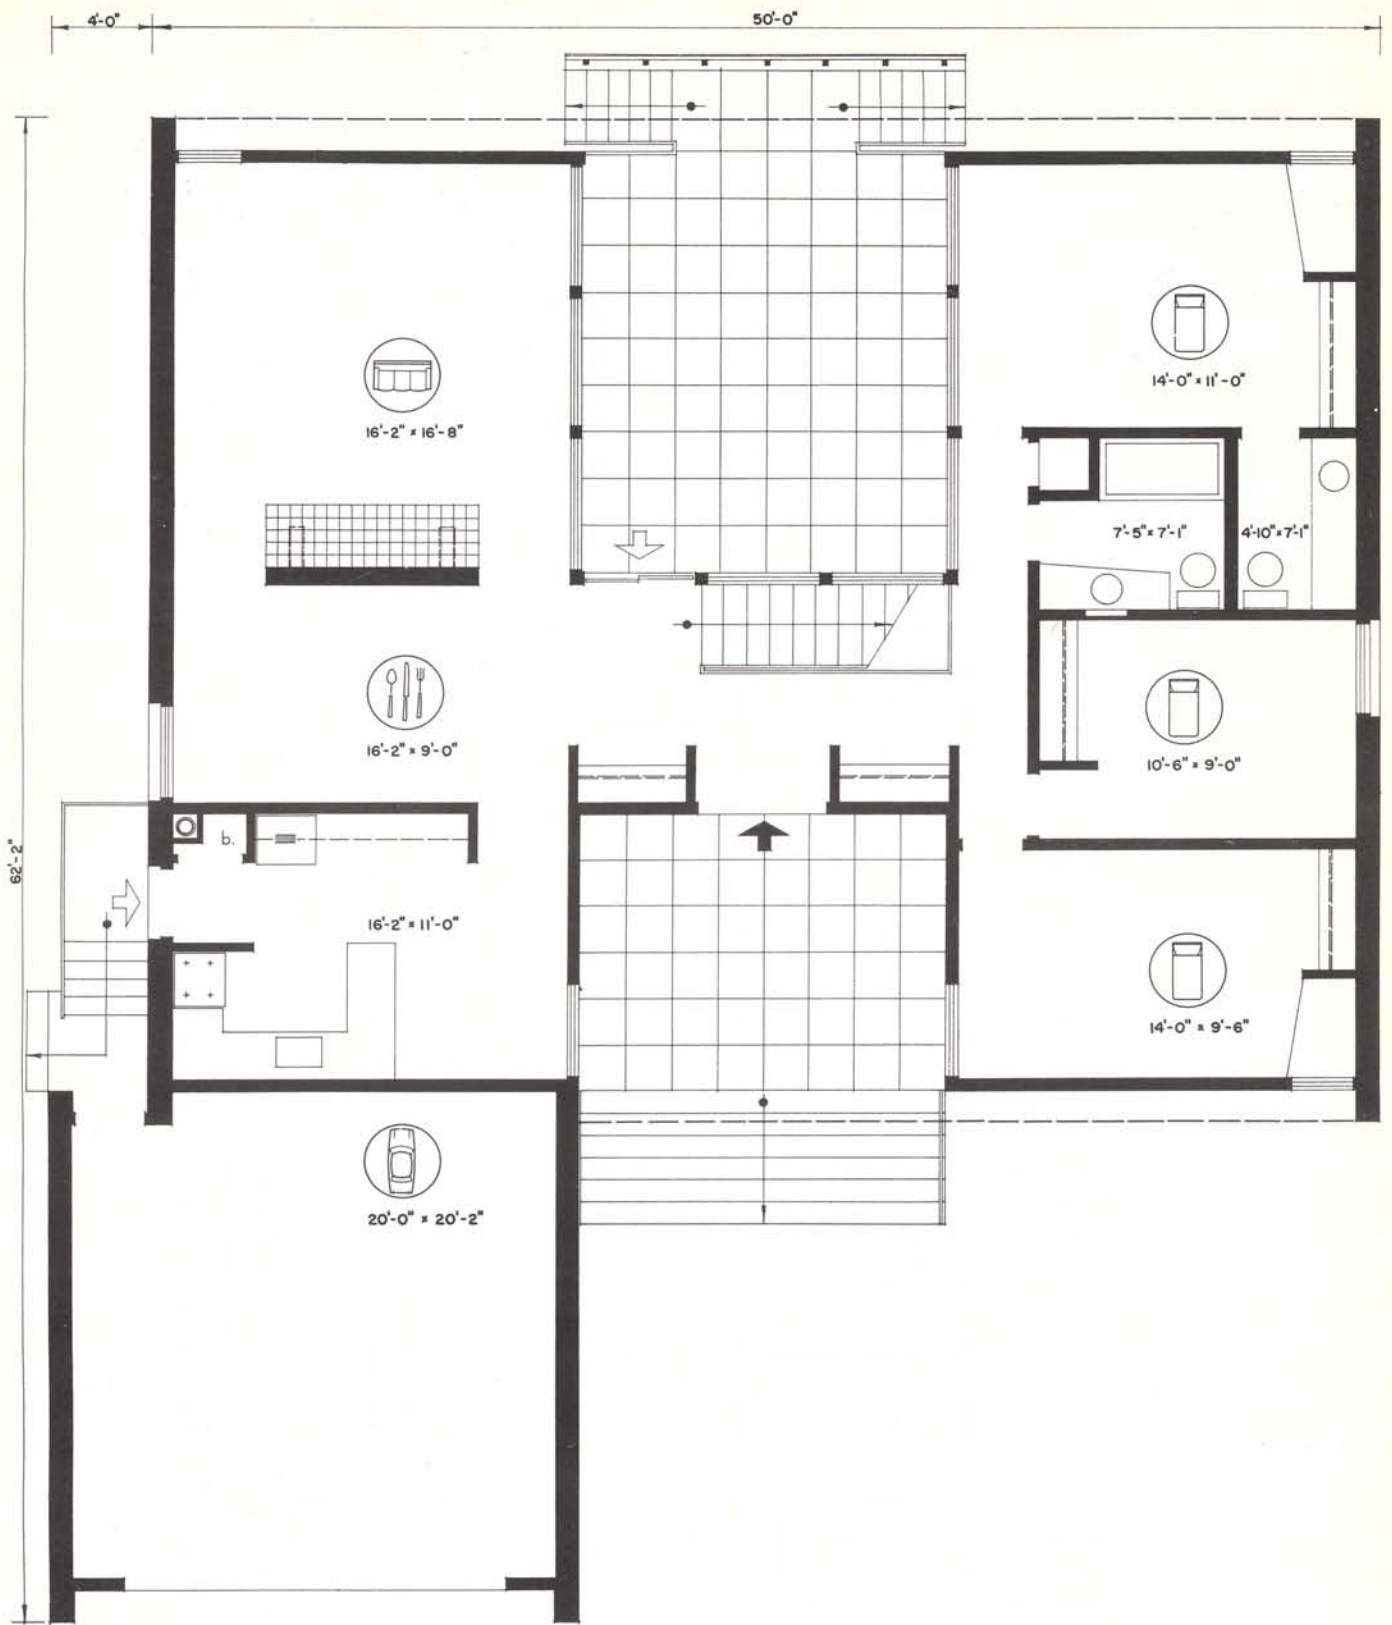 4'-0"
50'-0"
14'-0" x 11'-0"
16'-2" x 16'-8"
7'-5" x 7'-1"
4'-10" x 7'-1"
16'-2" x 9'-0"
10'-6" x 9'-0"
b.
62'-2"
16'-2" x 11'-0"
14'-0" x 9'-6"
20'-0" x 20'-2"